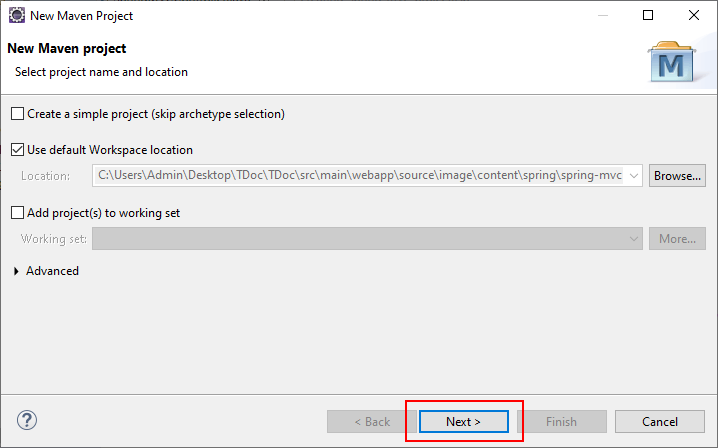 New Maven Project
New Maven project
Select project name and location
M
Create a simple project (skip archetype selection)
Use default Workspace location
Location: C:\Users\Admin\Desktop\TDoc\TDoc\src\main\webapp\source\image\content\spring\spring-mvc Browse...
Add project(s) to working set
Working set: More...
Advanced
? < Back Next > Finish Cancel